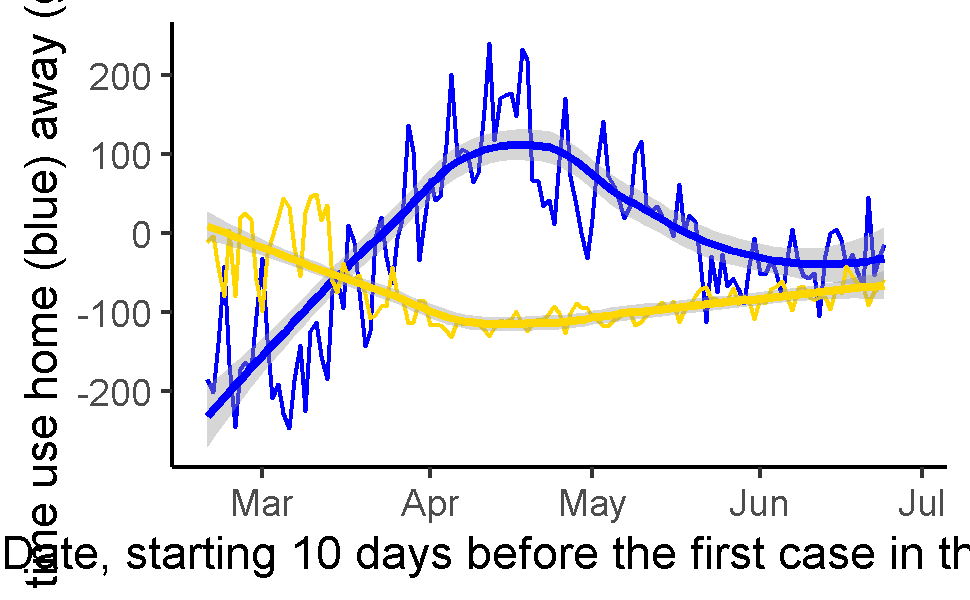 time use home (blue) away (
200
100
0
-100
-200
Mar Apr May Jun Jul
Date, starting 10 days before the first case in th